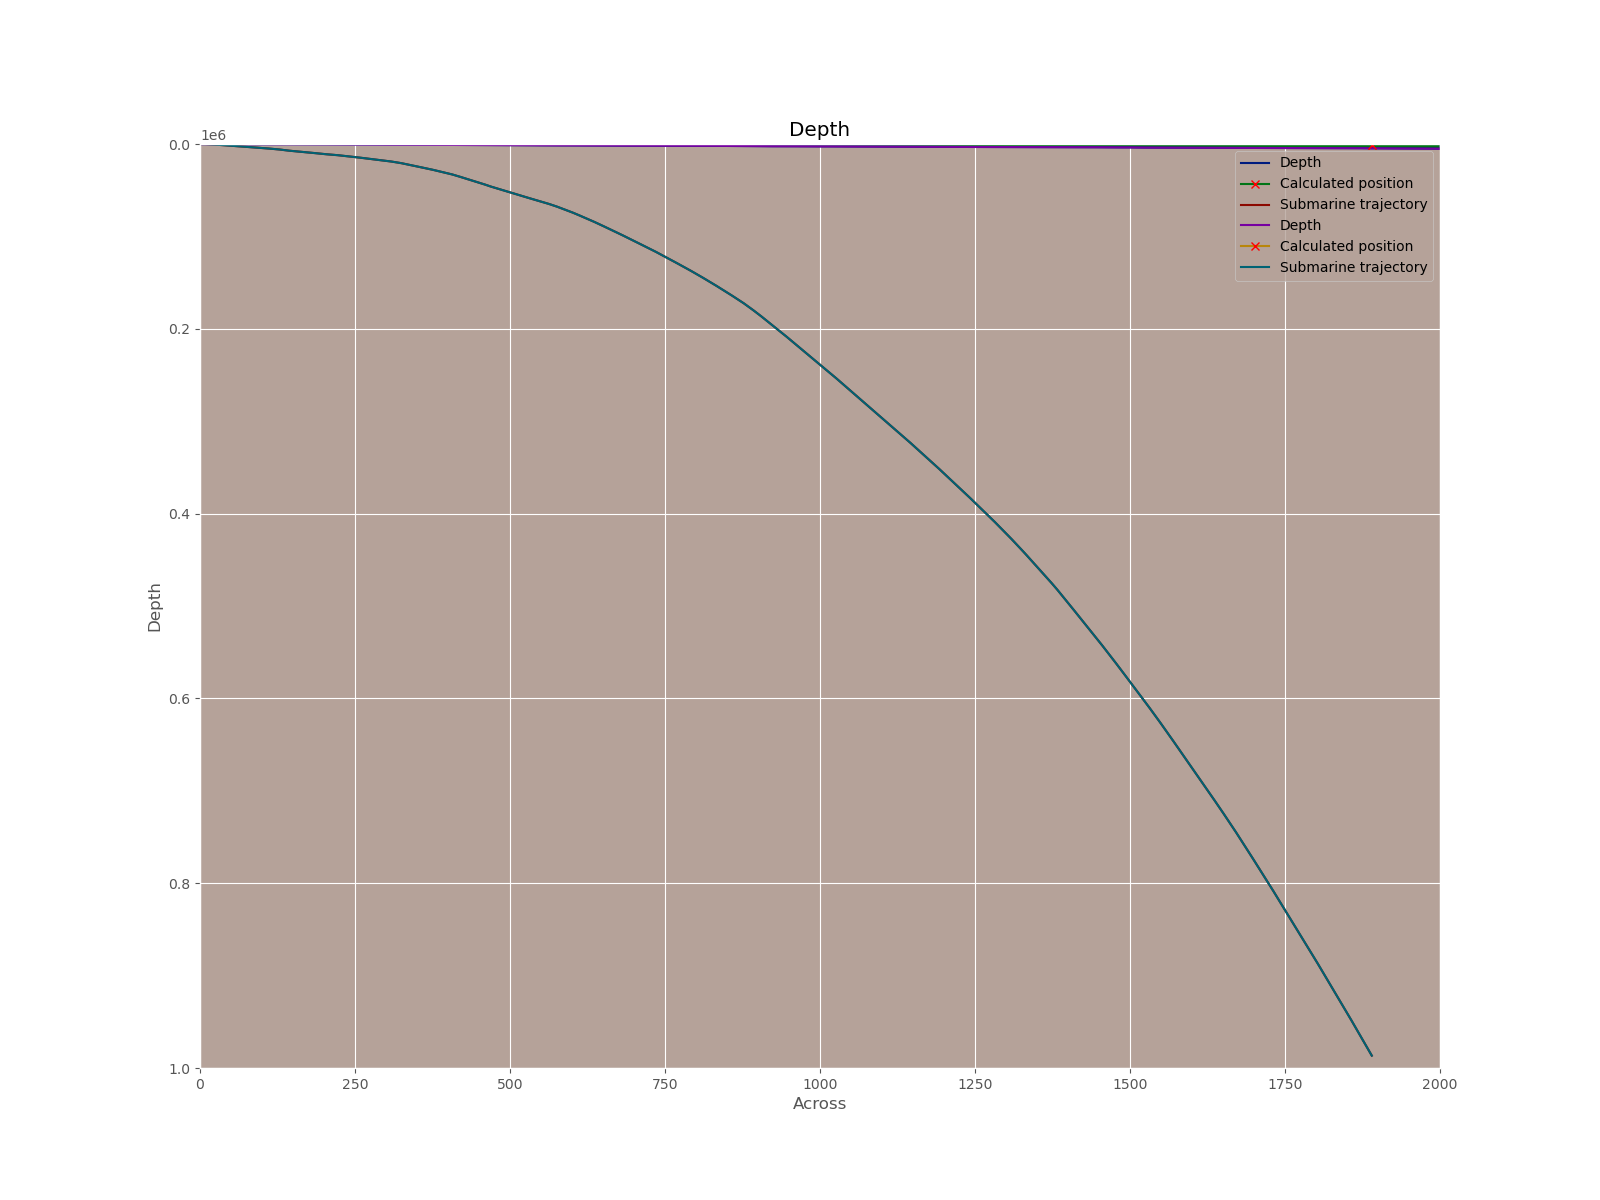 Depth
1e6
0.0
0.2
0.4
0.6
0.8
1.0
Depth
Depth
Calculated position
Submarine trajectory
Depth
Calculated position
Submarine trajectory
0 250 500 750 1000 1250 1500 1750 2000
Across